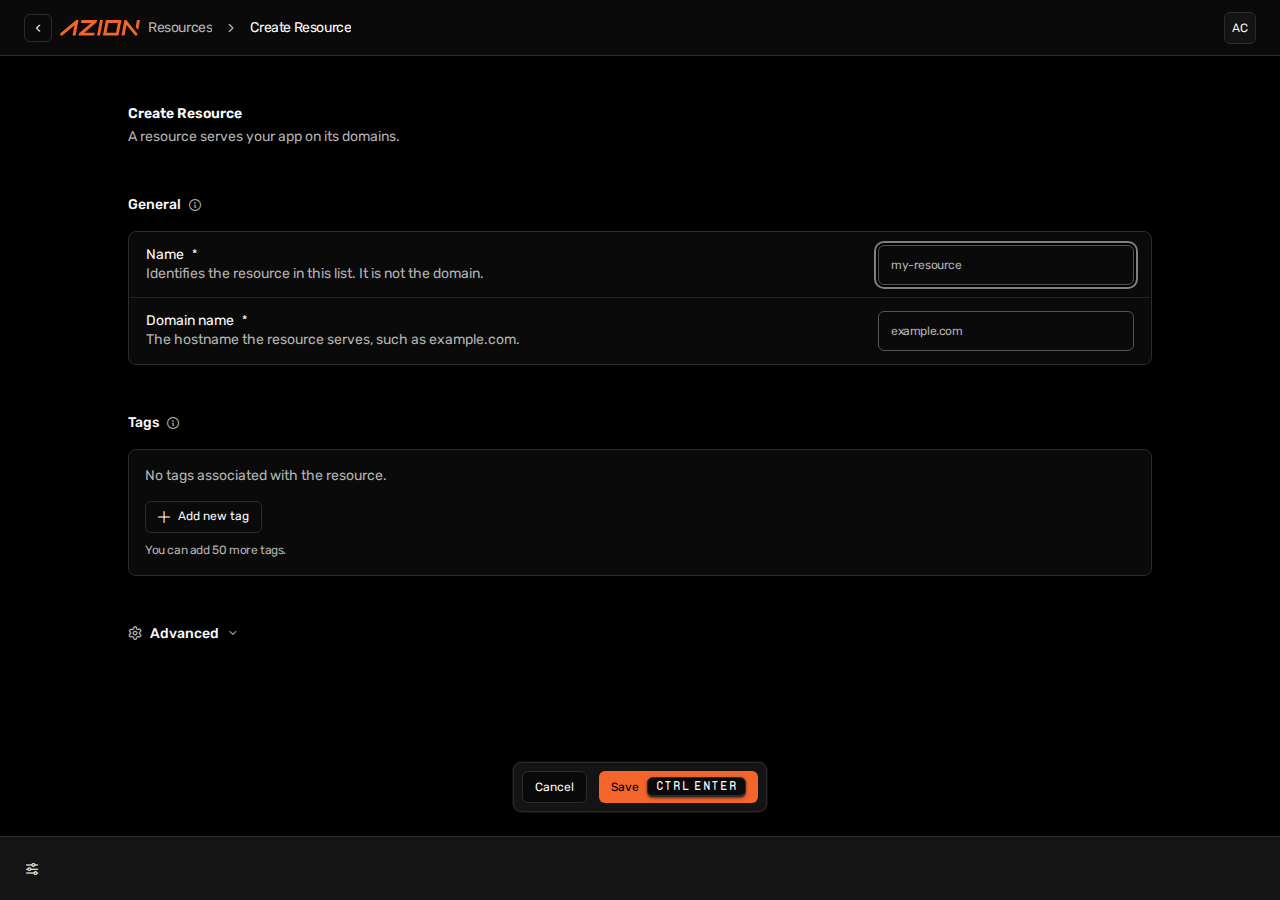 AZION Resources Create Resource AC
Create Resource
A resource serves your app on its domains.
General
Name *
Identifies the resource in this list. It is not the domain.
my-resource
Domain name *
The hostname the resource serves, such as example.com.
example.com
Tags
No tags associated with the resource.
Add new tag
You can add 50 more tags.
Advanced
Cancel Save CTRL ENTER